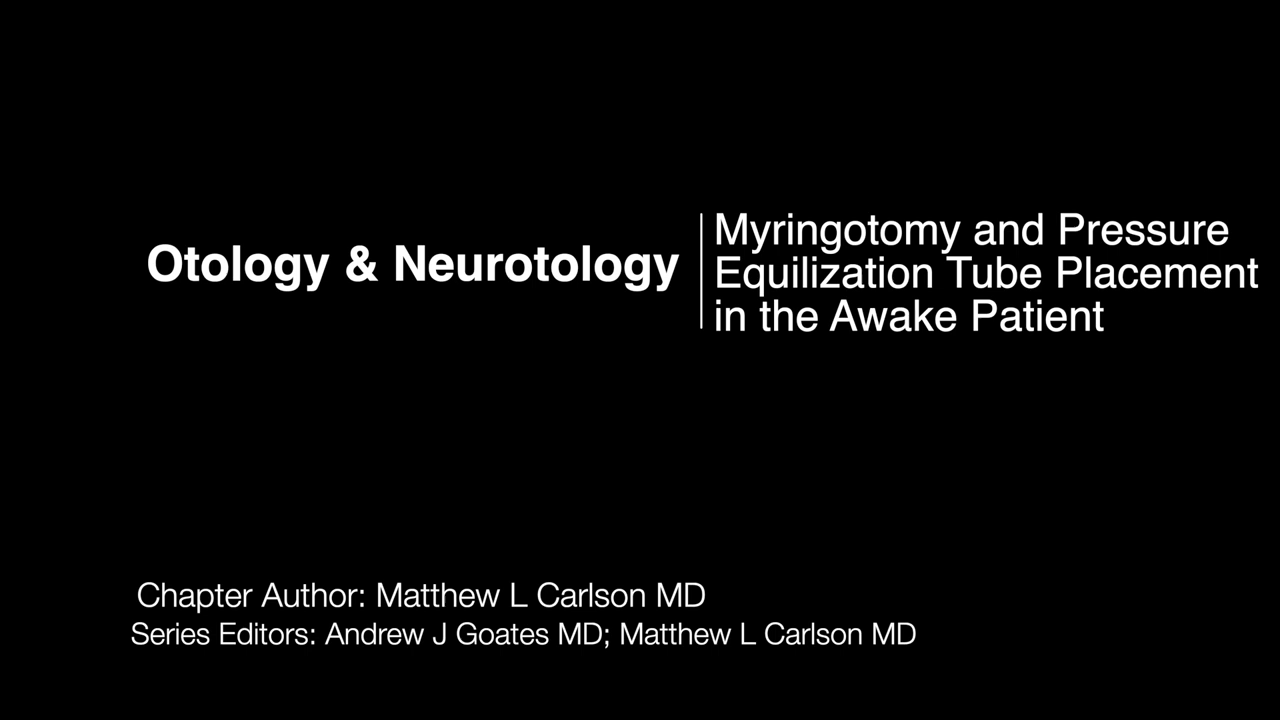 Otology & Neurotology
Myringotomy and Pressure
Equilization Tube Placement
in the Awake Patient
Chapter Author: Matthew L Carlson MD
Series Editors: Andrew J Goates MD; Matthew L Carlson MD